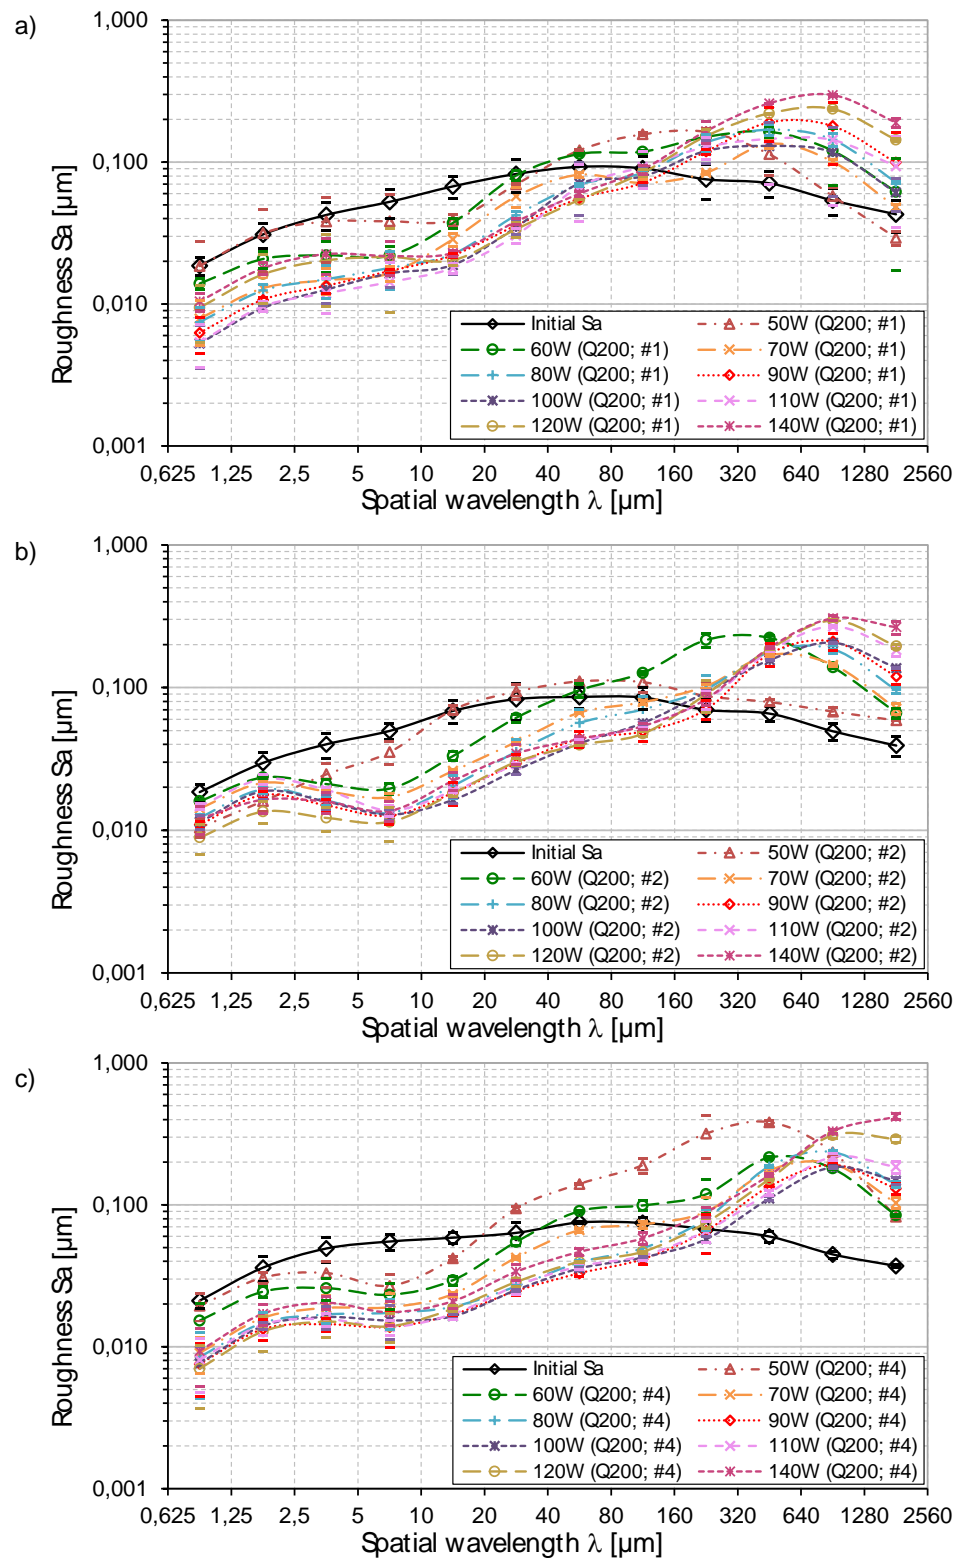 a)
Roughness Sa [µm]
1,000
0,100
0,010
0,001
Initial Sa
50W (Q200; #1)
60W (Q200; #1)
70W (Q200; #1)
80W (Q200; #1)
90W (Q200; #1)
100W (Q200; #1)
110W (Q200; #1)
120W (Q200; #1)
140W (Q200; #1)
0,625 1,25 2,5 5 10 20 40 80 160 320 640 1280 2560
Spatial wavelength λ [µm]
b)
Roughness Sa [µm]
1,000
0,100
0,010
0,001
Initial Sa
50W (Q200; #2)
60W (Q200; #2)
70W (Q200; #2)
80W (Q200; #2)
90W (Q200; #2)
100W (Q200; #2)
110W (Q200; #2)
120W (Q200; #2)
140W (Q200; #2)
0,625 1,25 2,5 5 10 20 40 80 160 320 640 1280 2560
Spatial wavelength λ [µm]
c)
Roughness Sa [µm]
1,000
0,100
0,010
0,001
Initial Sa
50W (Q200; #4)
60W (Q200; #4)
70W (Q200; #4)
80W (Q200; #4)
90W (Q200; #4)
100W (Q200; #4)
110W (Q200; #4)
120W (Q200; #4)
140W (Q200; #4)
0,625 1,25 2,5 5 10 20 40 80 160 320 640 1280 2560
Spatial wavelength λ [µm]